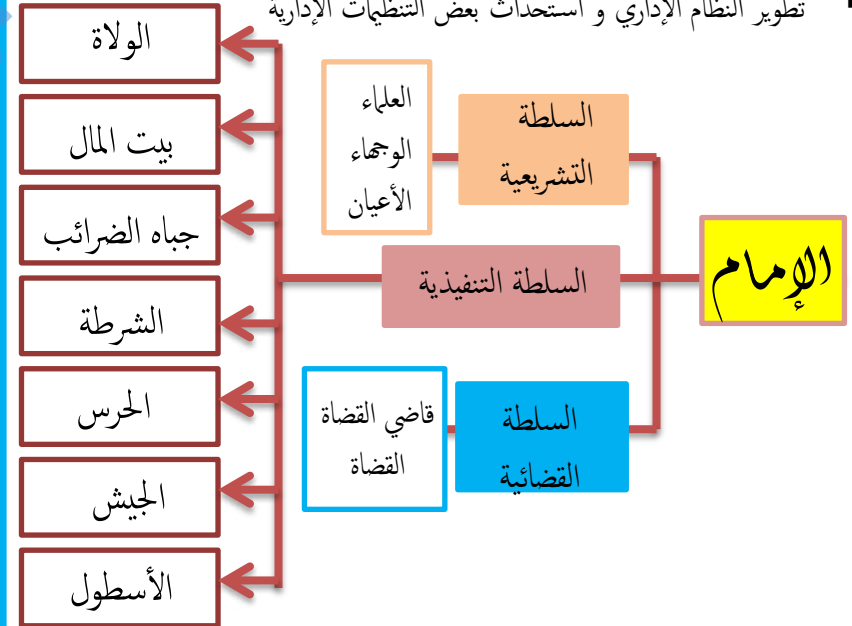 تطوير النظام الإداري و استحداث بعض التنظيمات الإدارية
الإمام
السلطة
التشريعية
العلماء
الوجهاء
الأعيان
السلطة التنفيذية
السلطة
القضائية
قاضي القضاة
القضاة
الولاة
بيت المال
جباه الضرائب
الشرطة
الحرس
الجيش
الأسطول